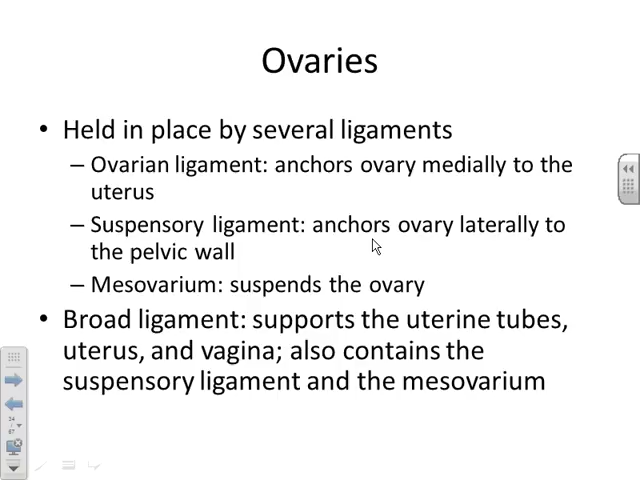 Ovaries
• Held in place by several ligaments
– Ovarian ligament: anchors ovary medially to the
uterus
– Suspensory ligament: anchors ovary laterally to
the pelvic wall
– Mesovarium: suspends the ovary
• Broad ligament: supports the uterine tubes,
uterus, and vagina; also contains the
suspensory ligament and the mesovarium
34 /
87